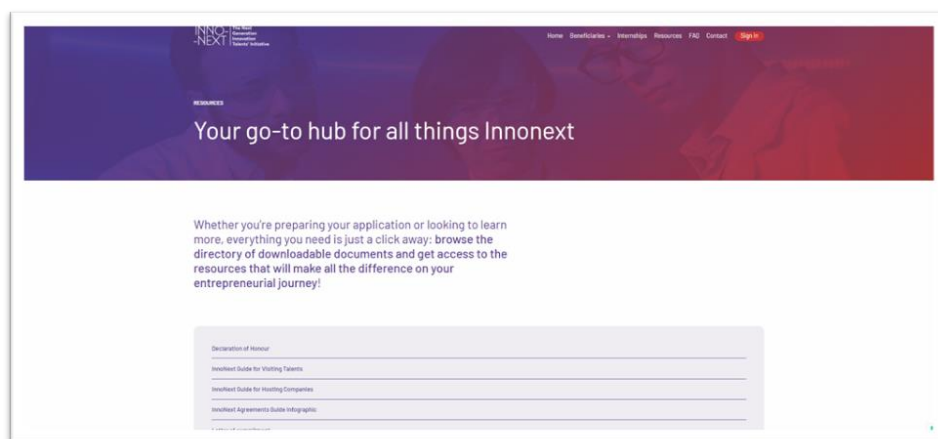 INNO-
-NEXT
The Next
Generation
Innovation
Talents' Initiative
Home Beneficiaries Internships Resources FAQ Contact Sign in
RESOURCES
Your go-to hub for all things Innonext
Whether you're preparing your application or looking to learn
more, everything you need is just a click away: browse the
directory of downloadable documents and get access to the
resources that will make all the difference on your
entrepreneurial journey!
Declaration of Honour
InnoNext Guide for Visiting Talents
InnoNext Guide for Hosting Companies
InnoNext Agreements Guide Infographic